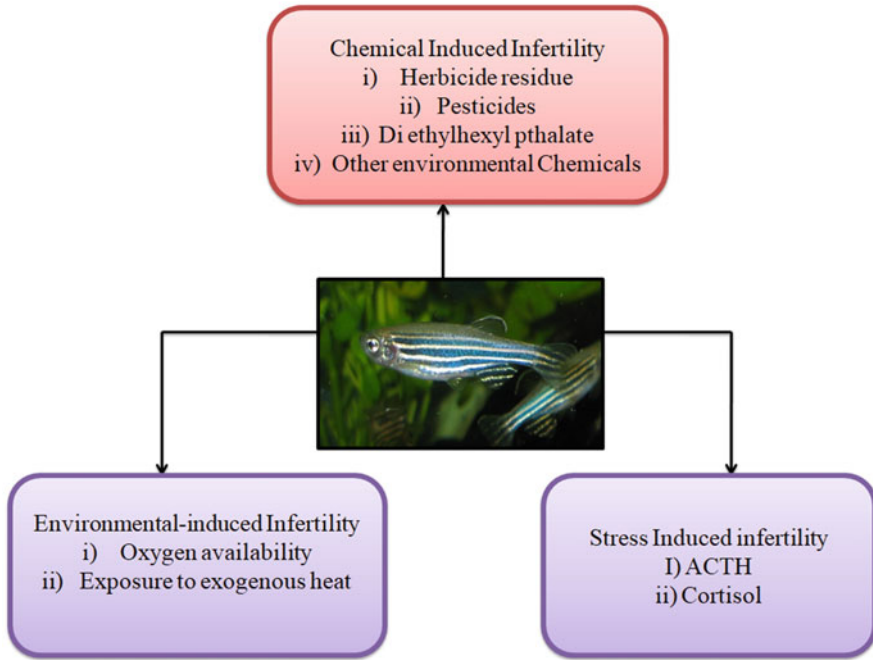 Chemical Induced Infertility
i) Herbicide residue
ii) Pesticides
iii) Di ethylhexyl pthalate
iv) Other environmental Chemicals
Environmental-induced Infertility
i) Oxygen availability
ii) Exposure to exogenous heat
Stress Induced infertility
I) ACTH
ii) Cortisol